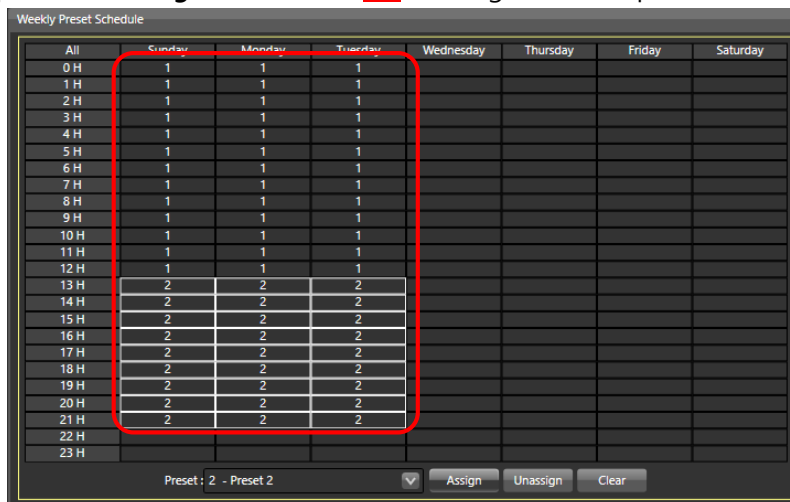 Weekly Preset Schedule
All Sunday Monday Tuesday Wednesday Thursday Friday Saturday
0 H 1 1 1
1 H 1 1 1
2 H 1 1 1
3 H 1 1 1
4 H 1 1 1
5 H 1 1 1
6 H 1 1 1
7 H 1 1 1
8 H 1 1 1
9 H 1 1 1
10 H 1 1 1
11 H 1 1 1
12 H 1 1 1
13 H 2 2 2
14 H 2 2 2
15 H 2 2 2
16 H 2 2 2
17 H 2 2 2
18 H 2 2 2
19 H 2 2 2
20 H 2 2 2
21 H 2 2 2
22 H
23 H
Preset : 2 - Preset 2 Assign Unassign Clear